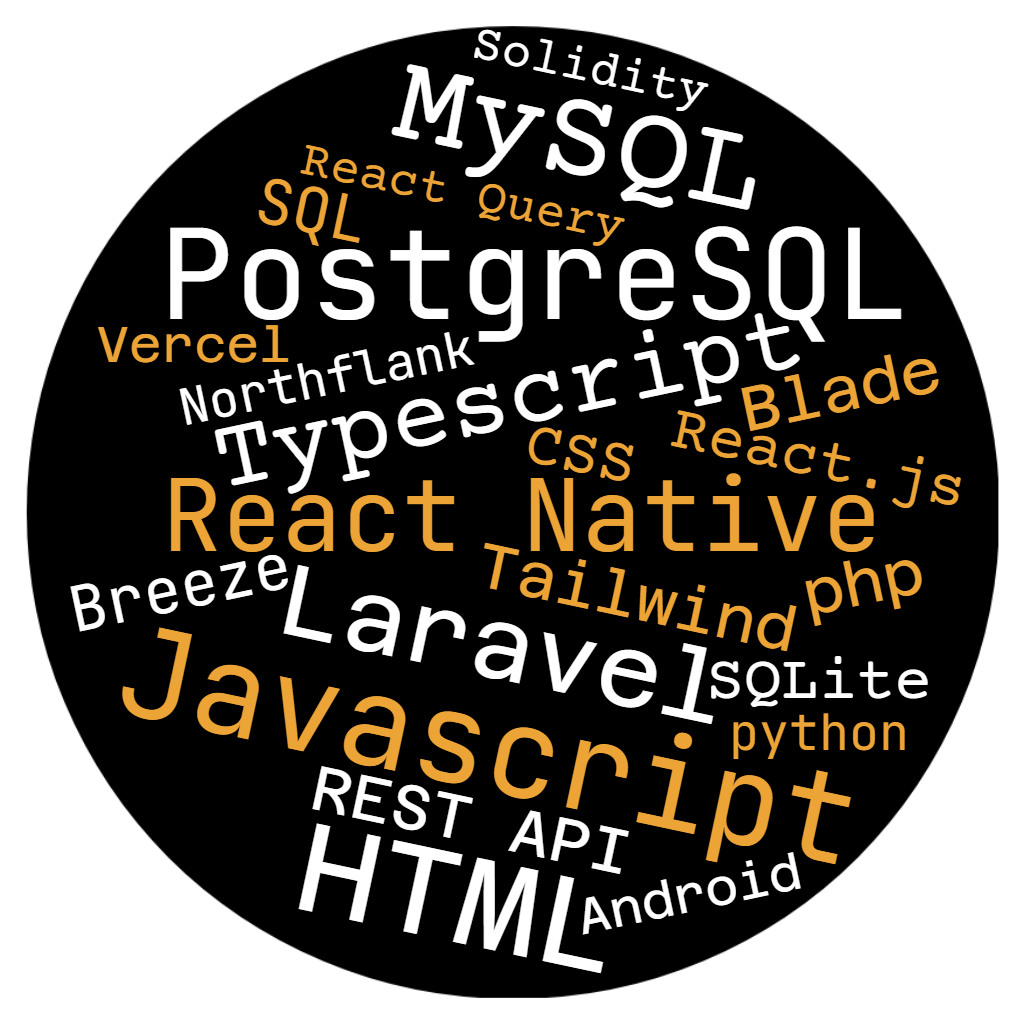 Solidity
MySQL
React Query
SQL
PostgreSQL
Vercel
Northflank
Typescript
Blade
CSS
React.js
React Native
Breeze
Tailwind
php
Laravel
SQLite
Javascript
python
REST API
HTML
Android